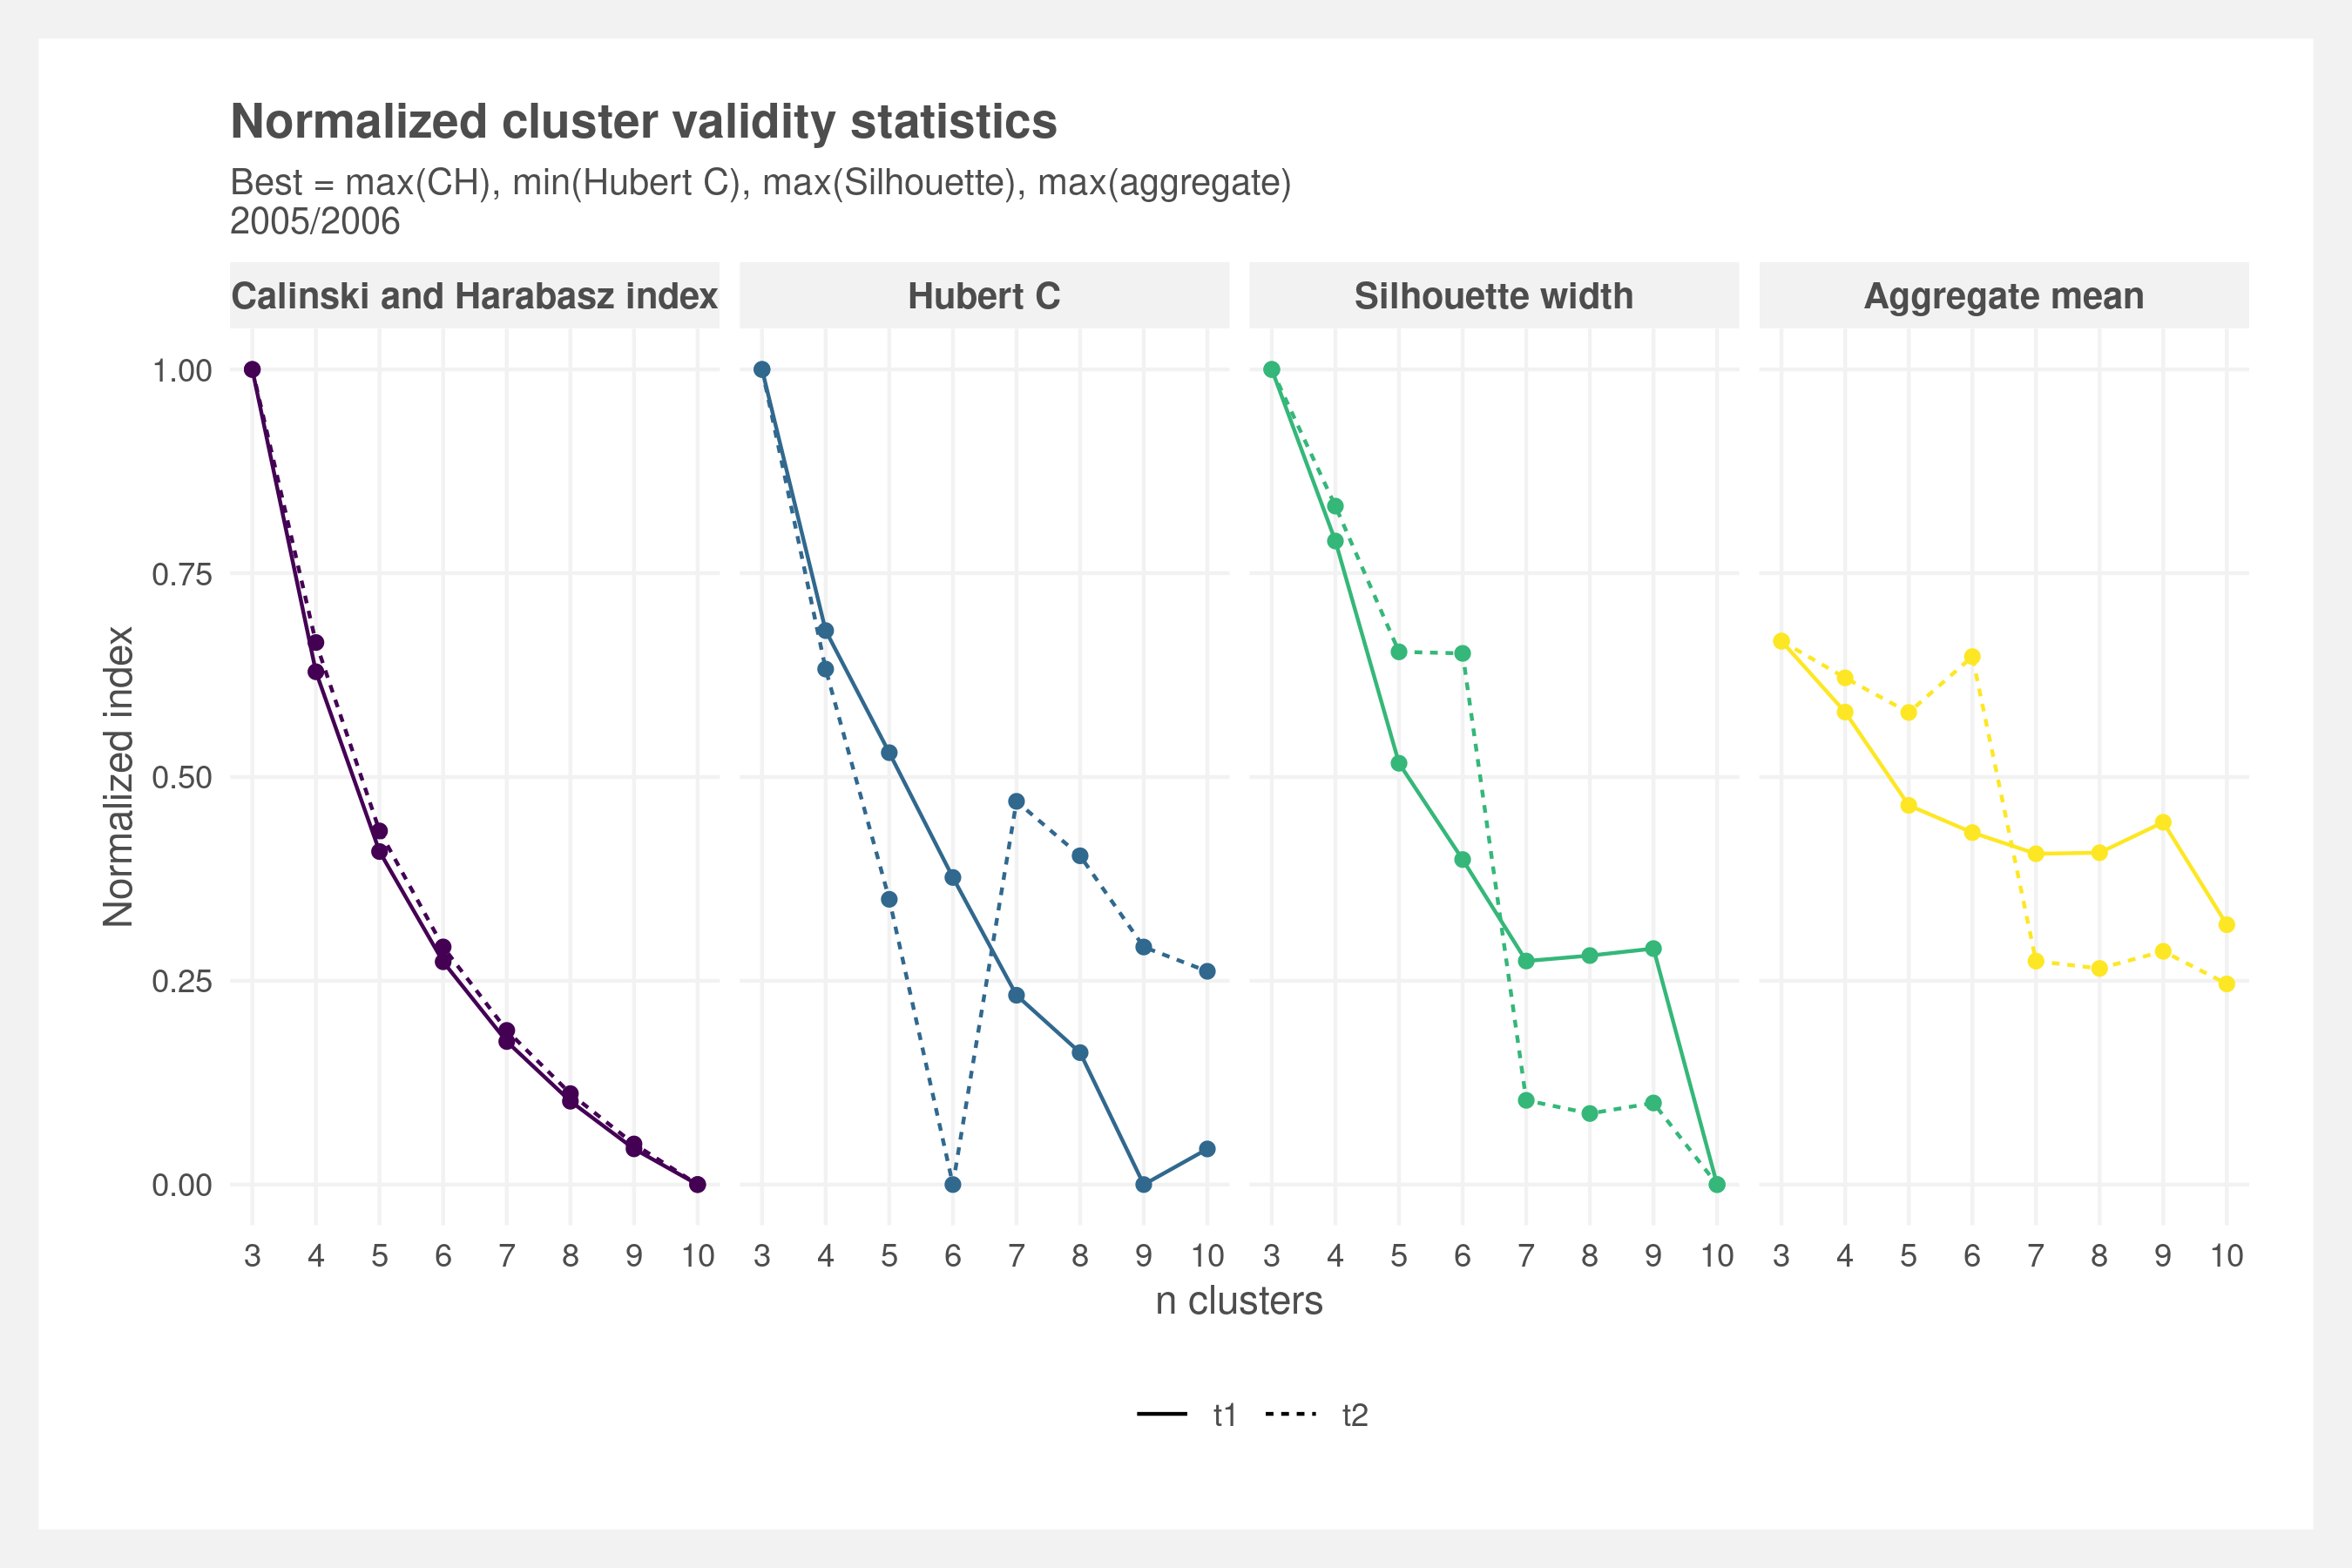 Normalized cluster validity statistics
Best = max(CH), min(Hubert C), max(Silhouette), max(aggregate)
2005/2006
Calinski and Harabasz index
Hubert C
Silhouette width
Aggregate mean
Normalized index
1.00
0.75
0.50
0.25
0.00
3 4 5 6 7 8 9 10
3 4 5 6 7 8 9 10
3 4 5 6 7 8 9 10
3 4 5 6 7 8 9 10
n clusters
t1 t2